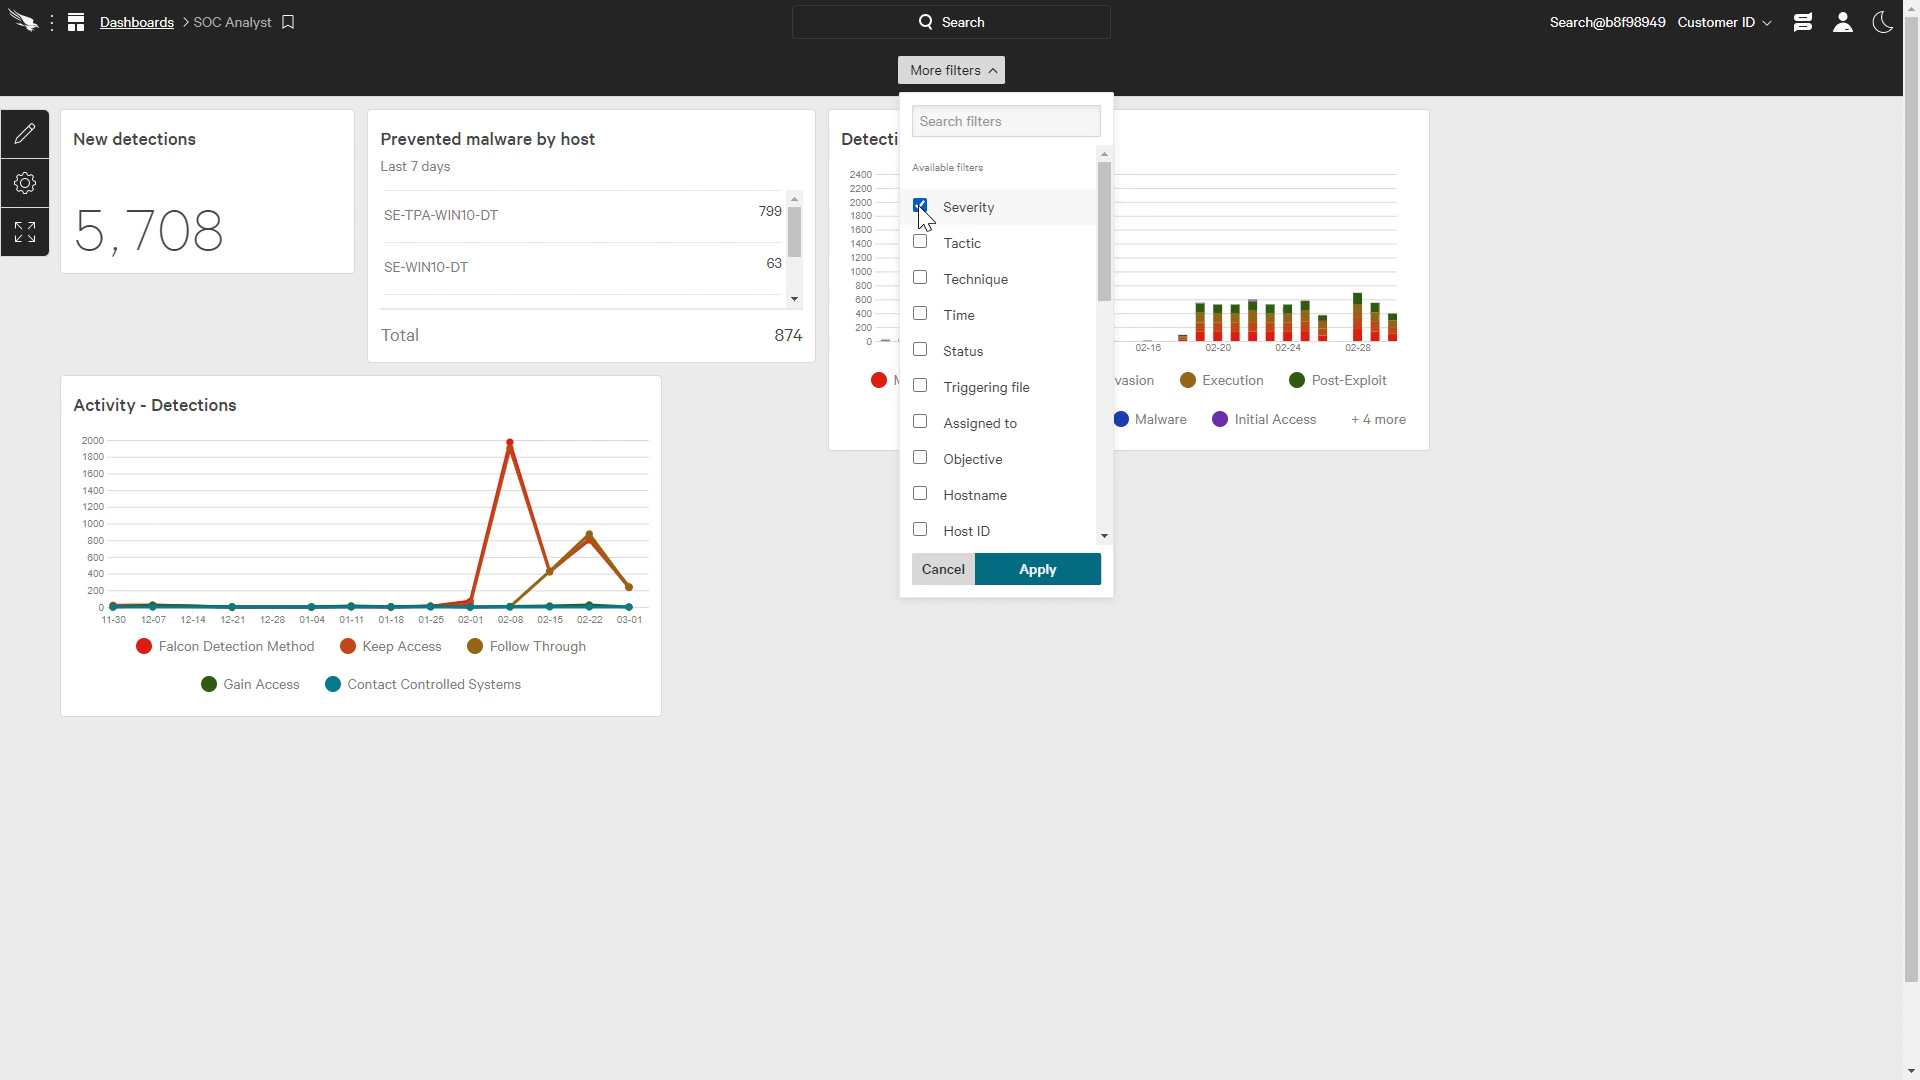 Dashboards > SOC Analyst
Search
Search@b8f98949 Customer ID
More filters
New detections
5,708
Prevented malware by host
Last 7 days
SE-TPA-WIN10-DT 799
SE-WIN10-DT 63
Total 874
Detecti
2400
2200
2000
1800
1600
1400
1200
1000
800
600
400
200
0
02-16 02-20 02-24 02-28
vasion Execution Post-Exploit
Malware Initial Access + 4 more
Search filters
Available filters
Severity
Tactic
Technique
Time
Status
Triggering file
Assigned to
Objective
Hostname
Host ID
Cancel Apply
Activity - Detections
2000
1800
1600
1400
1200
1000
800
600
400
200
0
11-30 12-07 12-14 12-21 12-28 01-04 01-11 01-18 01-25 02-01 02-08 02-15 02-22 03-01
Falcon Detection Method Keep Access Follow Through
Gain Access Contact Controlled Systems